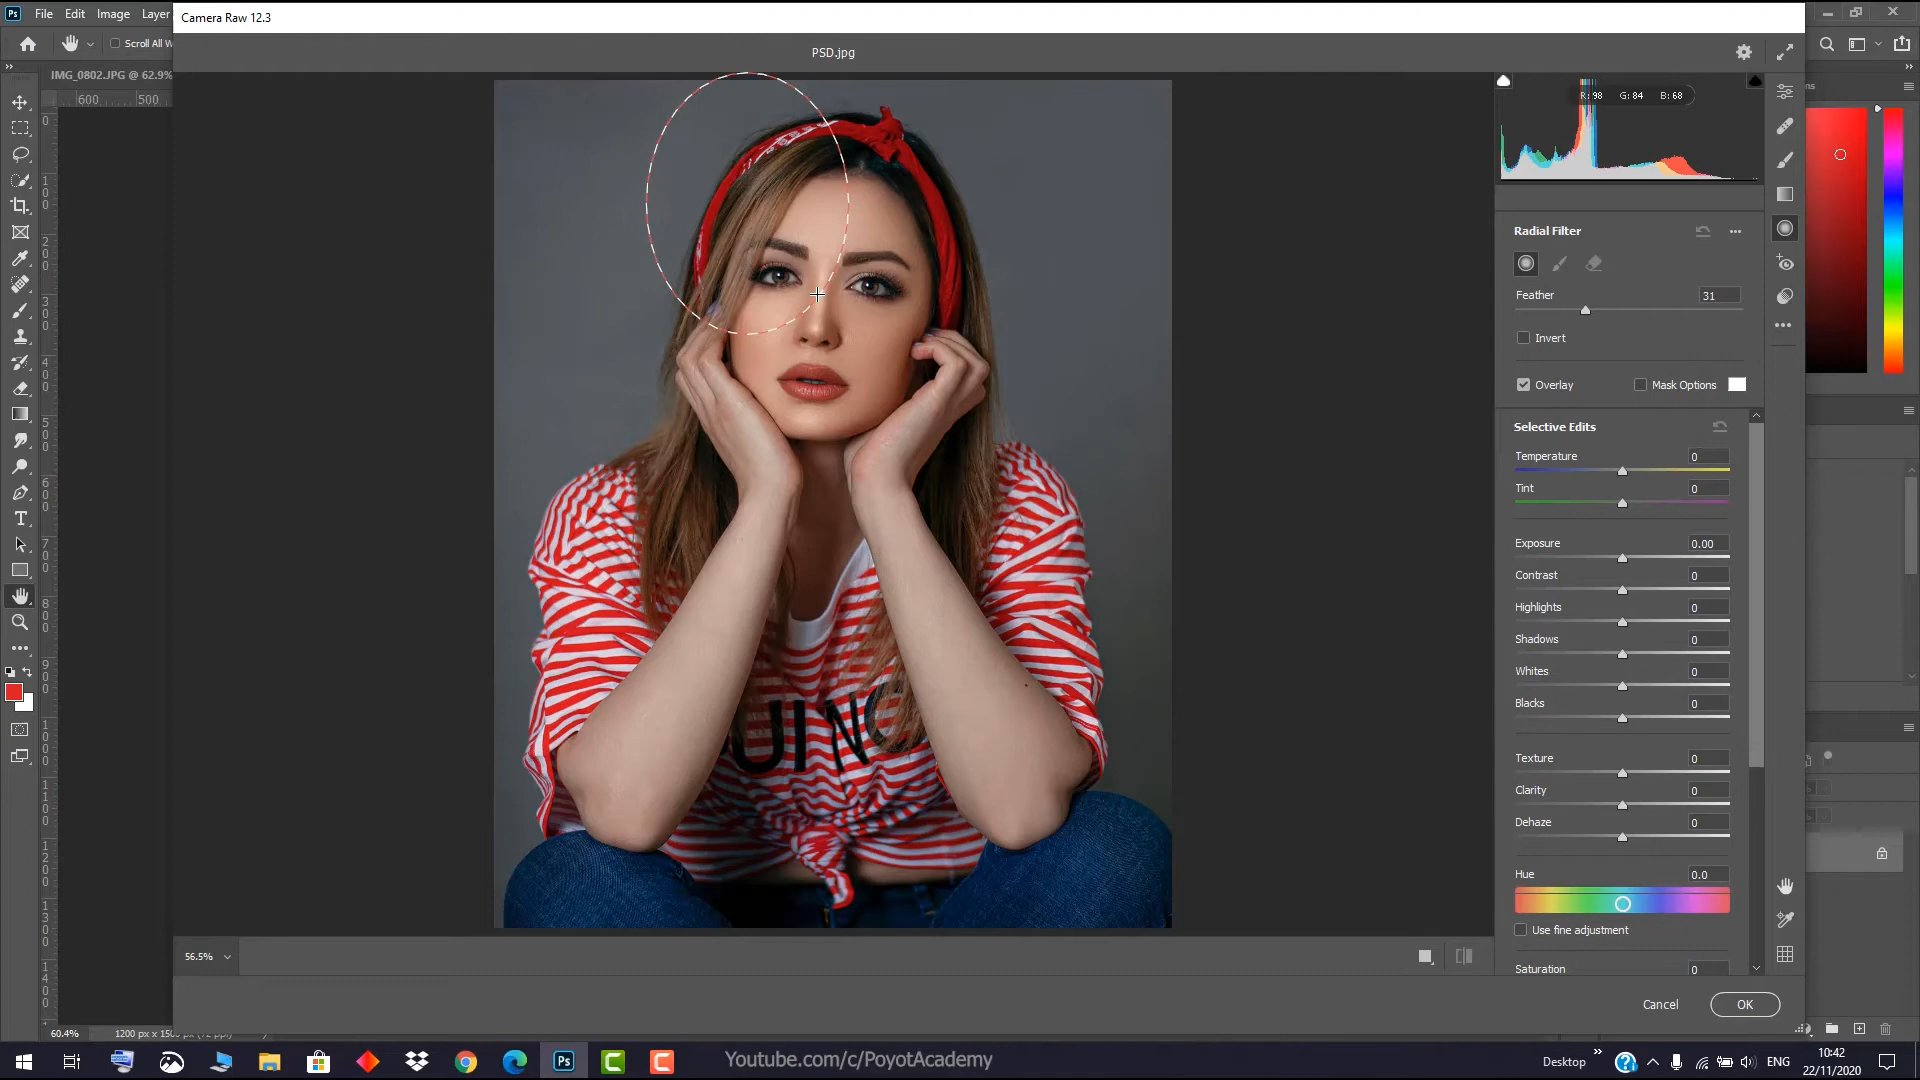 Camera Raw 12.3
File Edit Image Layer
Scroll All W
PSD.jpg
IMG_0802.JPG @ 62.9%
600 500
R: 98 G: 84 B: 68
Radial Filter
Feather 31
Invert
Overlay Mask Options
Selective Edits
Temperature 0
Tint 0
Exposure 0.00
Contrast 0
Highlights 0
Shadows 0
Whites 0
Blacks 0
Texture 0
Clarity 0
Dehaze 0
Hue 0.0
Use fine adjustment
Saturation 0
56.5%
Cancel OK
60.4%
Ps
Youtube.com/c/PoyotAcademy
Desktop
ENG
10:42
22/11/2020